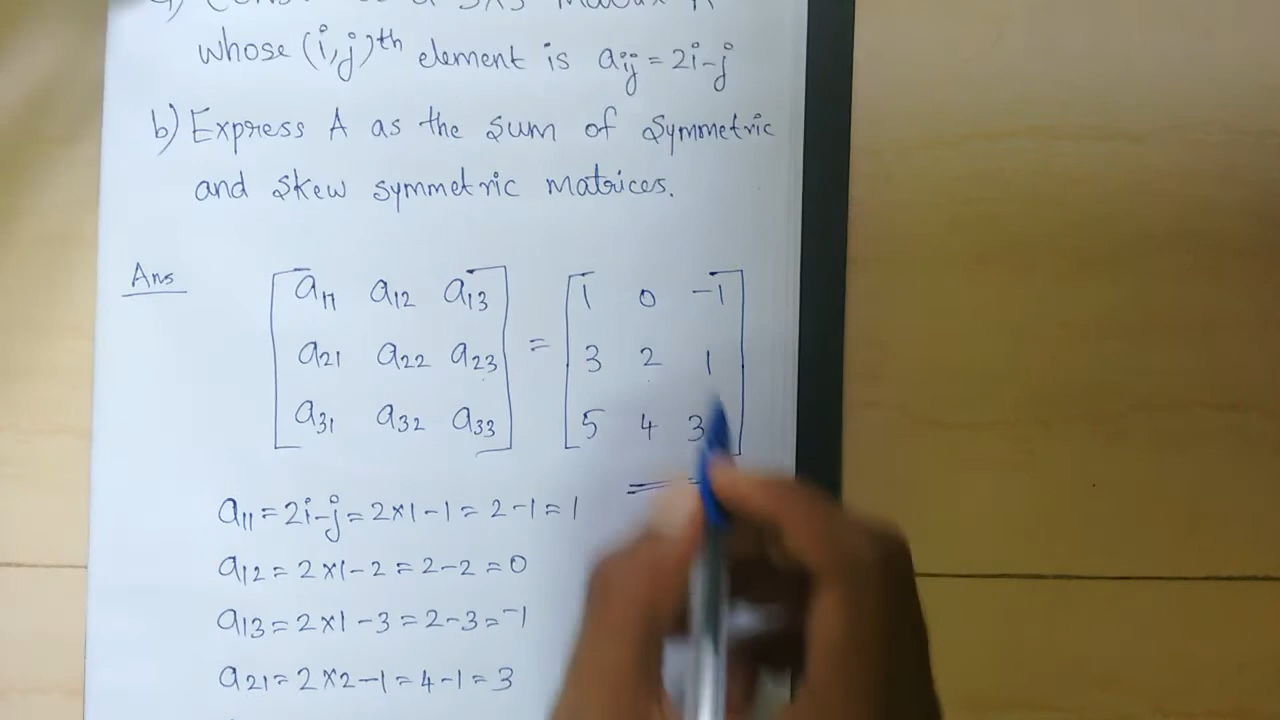 whose (i,j)th element is aij = 2i-j
b) Express A as the sum of symmetric
and skew symmetric matrices.
Ans
[a11 a12 a13 = [1 0 -1
a21 a22 a23 3 2 1
a31 a32 a33] 5 4 3]
a11 = 2i-j = 2×1-1 = 2-1 = 1
a12 = 2×1-2 = 2-2 = 0
a13 = 2×1-3 = 2-3 = -1
a21 = 2×2-1 = 4-1 = 3